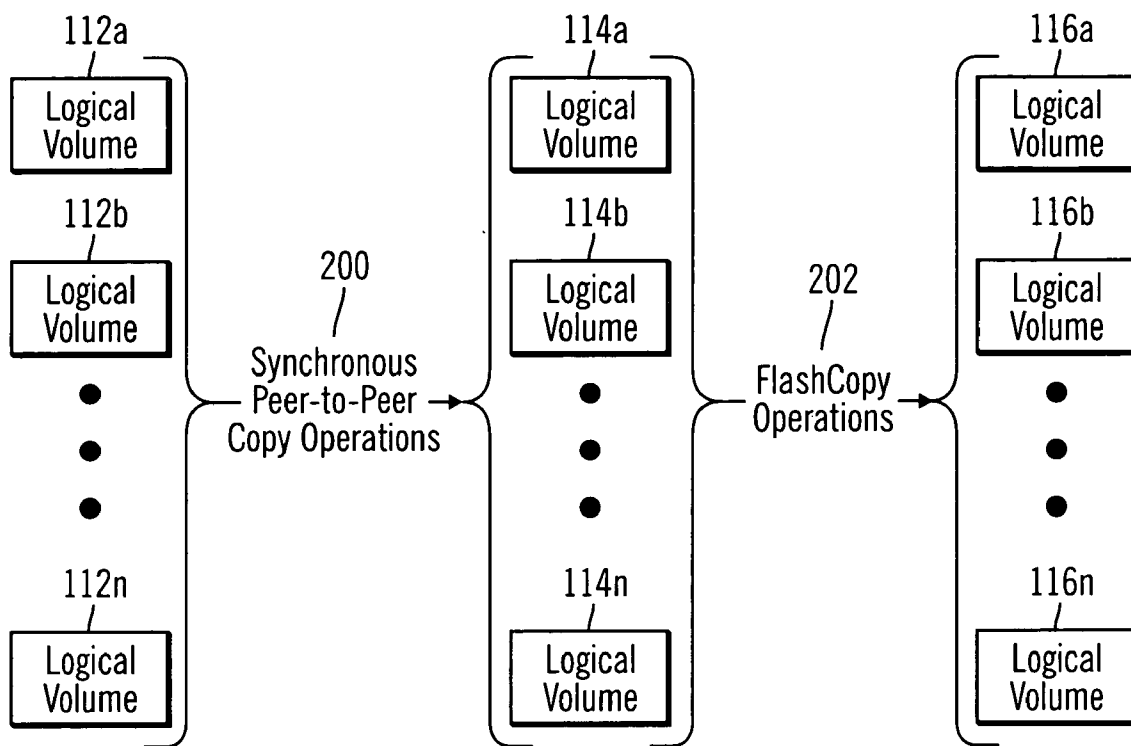 112a
Logical
Volume
112b
Logical
Volume
112n
Logical
Volume
200
Synchronous
Peer-to-Peer
Copy Operations
114a
Logical
Volume
114b
Logical
Volume
114n
Logical
Volume
202
FlashCopy
Operations
116a
Logical
Volume
116b
Logical
Volume
116n
Logical
Volume